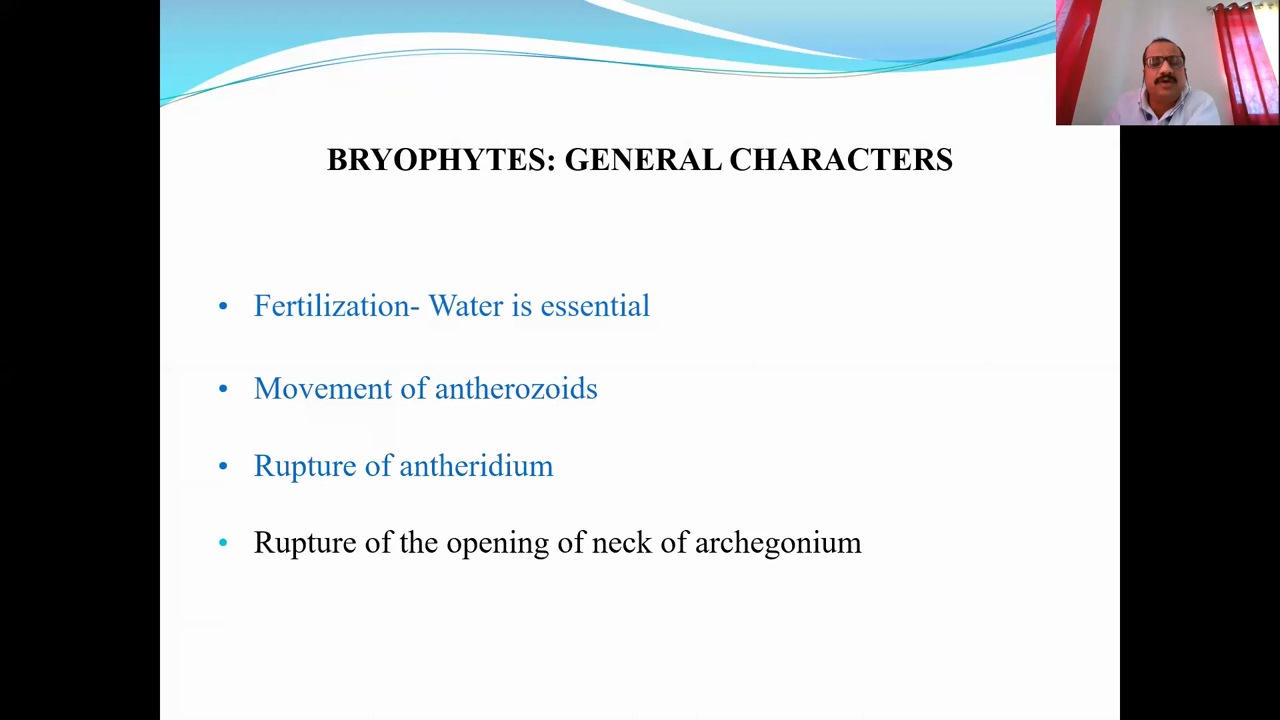 BRYOPHYTES: GENERAL CHARACTERS
• Fertilization- Water is essential
• Movement of antherozoids
• Rupture of antheridium
• Rupture of the opening of neck of archegonium